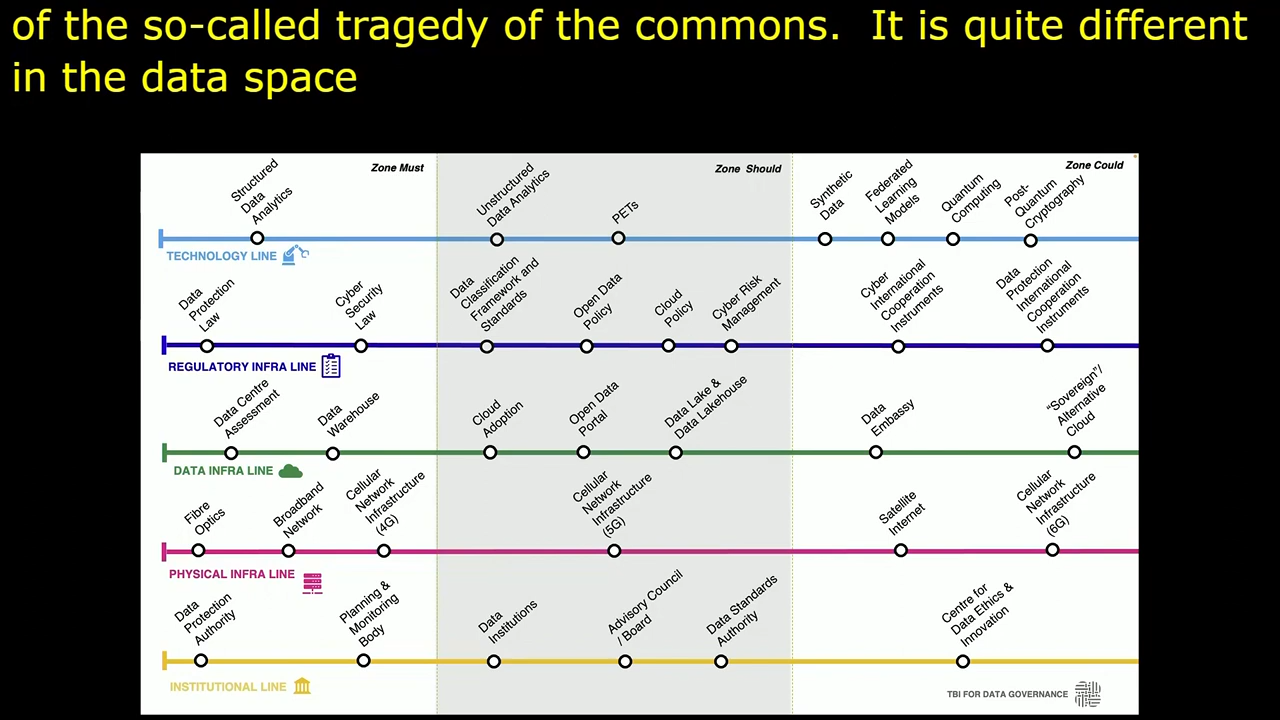 of the so-called tragedy of the commons.  It is quite different
in the data space
Zone Must
Zone Should
Zone Could
Structured
Data
Analytics
Unstructured
Data Analytics
PETs
Synthetic
Data
Federated
Learning
Models
Quantum
Computing
Post-
Quantum
Cryptography
TECHNOLOGY LINE
Data
Protection
Law
Cyber
Security
Law
Data
Classification
Framework and
Standards
Open Data
Policy
Cloud
Policy
Cyber Risk
Management
Cyber
International
Cooperation
Instruments
Data
Protection
International
Cooperation
Instruments
REGULATORY INFRA LINE
Data Centre
Assessment
Data
Warehouse
Cloud
Adoption
Open Data
Portal
Data Lake &
Data Lakehouse
Data
Embassy
"Sovereign"/
Alternative
Cloud
DATA INFRA LINE
Fibre
Optics
Broadband
Network
Cellular
Network
Infrastructure
(4G)
Cellular
Network
Infrastructure
(5G)
Satellite
Internet
Cellular
Network
Infrastructure
(6G)
PHYSICAL INFRA LINE
Data
Protection
Authority
Planning &
Monitoring
Body
Data
Institutions
Advisory Council
/ Board
Data Standards
Authority
Centre for
Data Ethics &
Innovation
INSTITUTIONAL LINE
TBI FOR DATA GOVERNANCE